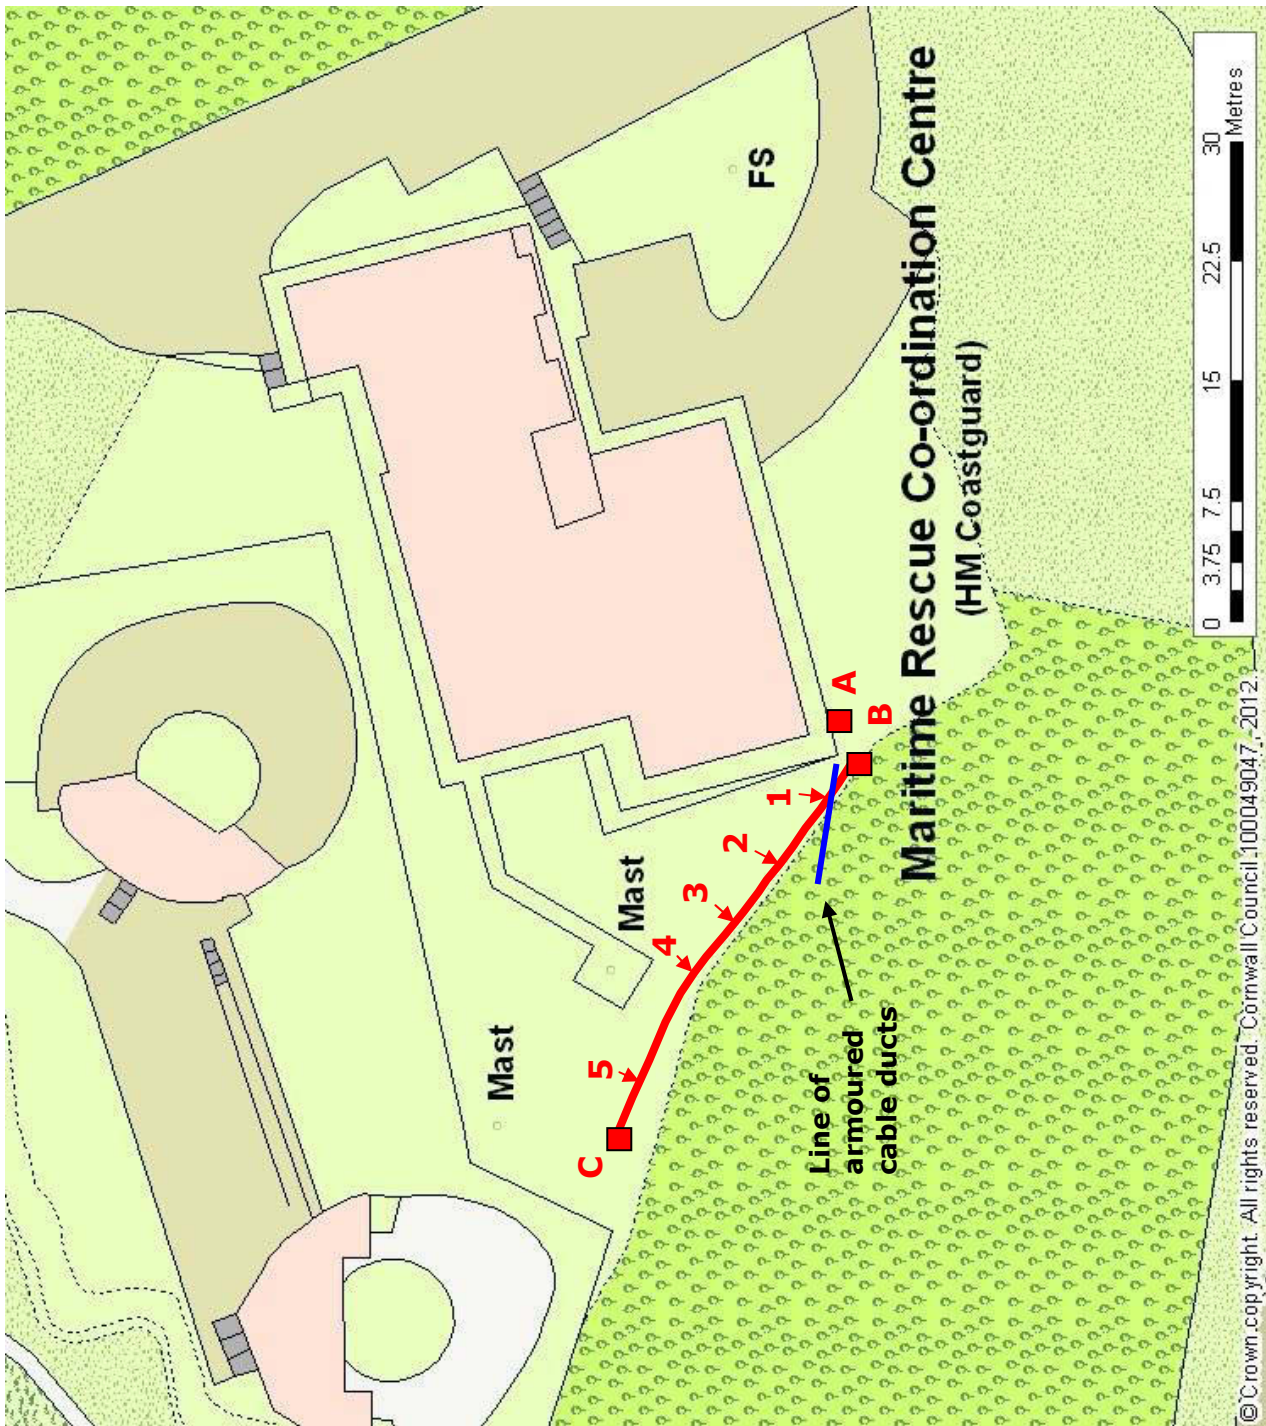 FS
Mast
Mast
Maritime Rescue Co-ordination Centre
(HM Coastguard)
A
B
C
1
2
3
4
5
Line of
armoured
cable ducts
0 3.75 7.5 15 22.5 30
Metres
© Crown copyright. All rights reserved. Cornwall Council 100049047, 2012.